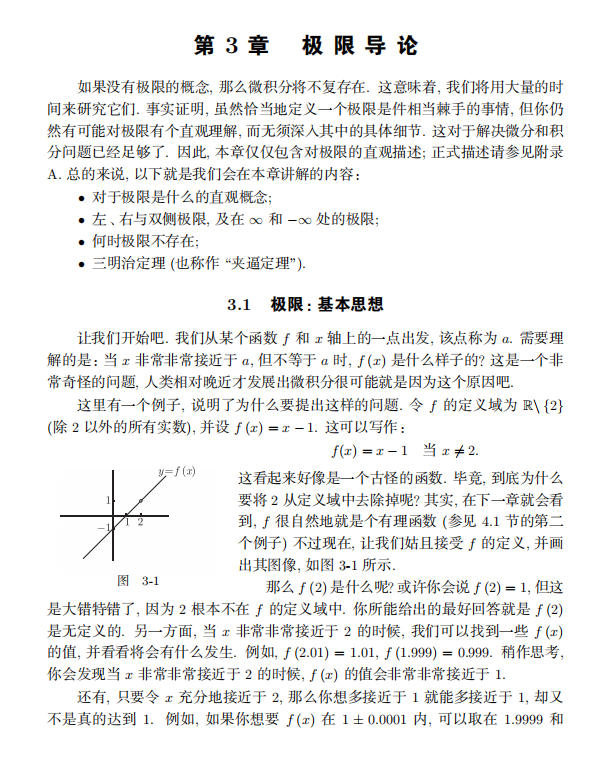 第 3 章 极 限 导 论
如果没有极限的概念, 那么微积分将不复存在. 这意味着, 我们将用大量的时
间来研究它们. 事实证明, 虽然恰当地定义一个极限是件相当棘手的事情, 但你仍
然有可能对极限有个直观理解, 而无须深入其中的具体细节. 这对于解决微分和积
分问题已经足够了. 因此, 本章仅仅包含对极限的直观描述; 正式描述请参见附录
A. 总的来说, 以下就是我们会在本章讲解的内容:
• 对于极限是什么的直观概念;
• 左、右与双侧极限, 及在 ∞ 和 −∞ 处的极限;
• 何时极限不存在;
• 三明治定理 (也称作 “夹逼定理”).
3.1 极限: 基本思想
让我们开始吧. 我们从某个函数 f 和 x 轴上的一点出发, 该点称为 a. 需要理
解的是: 当 x 非常非常接近于 a, 但不等于 a 时, f (x) 是什么样子的? 这是一个非
常奇怪的问题, 人类相对晚近才发展出微积分很可能就是因为这个原因吧.
这里有一个例子, 说明了为什么要提出这样的问题. 令 f 的定义域为 ℝ\ {2}
(除 2 以外的所有实数), 并设 f (x) = x − 1. 这可以写作:
f(x) = x − 1 当 x ≠ 2.
y=f (x)
1
−1
1 2
图 3-1
这看起来好像是一个古怪的函数. 毕竟, 到底为什么
要将 2 从定义域中去除掉呢? 其实, 在下一章就会看
到, f 很自然地就是个有理函数 (参见 4.1 节的第二
个例子) 不过现在, 让我们姑且接受 f 的定义, 并画
出其图像, 如图 3-1 所示.
那么 f (2) 是什么呢? 或许你会说 f (2) = 1, 但这
是大错特错了, 因为 2 根本不在 f 的定义域中. 你所能给出的最好回答就是 f (2)
是无定义的. 另一方面, 当 x 非常非常接近于 2 的时候, 我们可以找到一些 f (x)
的值, 并看看将会有什么发生. 例如, f (2.01) = 1.01, f (1.999) = 0.999. 稍作思考,
你会发现当 x 非常非常接近于 2 的时候, f (x) 的值会非常非常接近于 1.
还有, 只要令 x 充分地接近于 2, 那么你想多接近于 1 就能多接近于 1, 却又
不是真的达到 1. 例如, 如果你想要 f (x) 在 1 ± 0.0001 内, 可以取在 1.9999 和